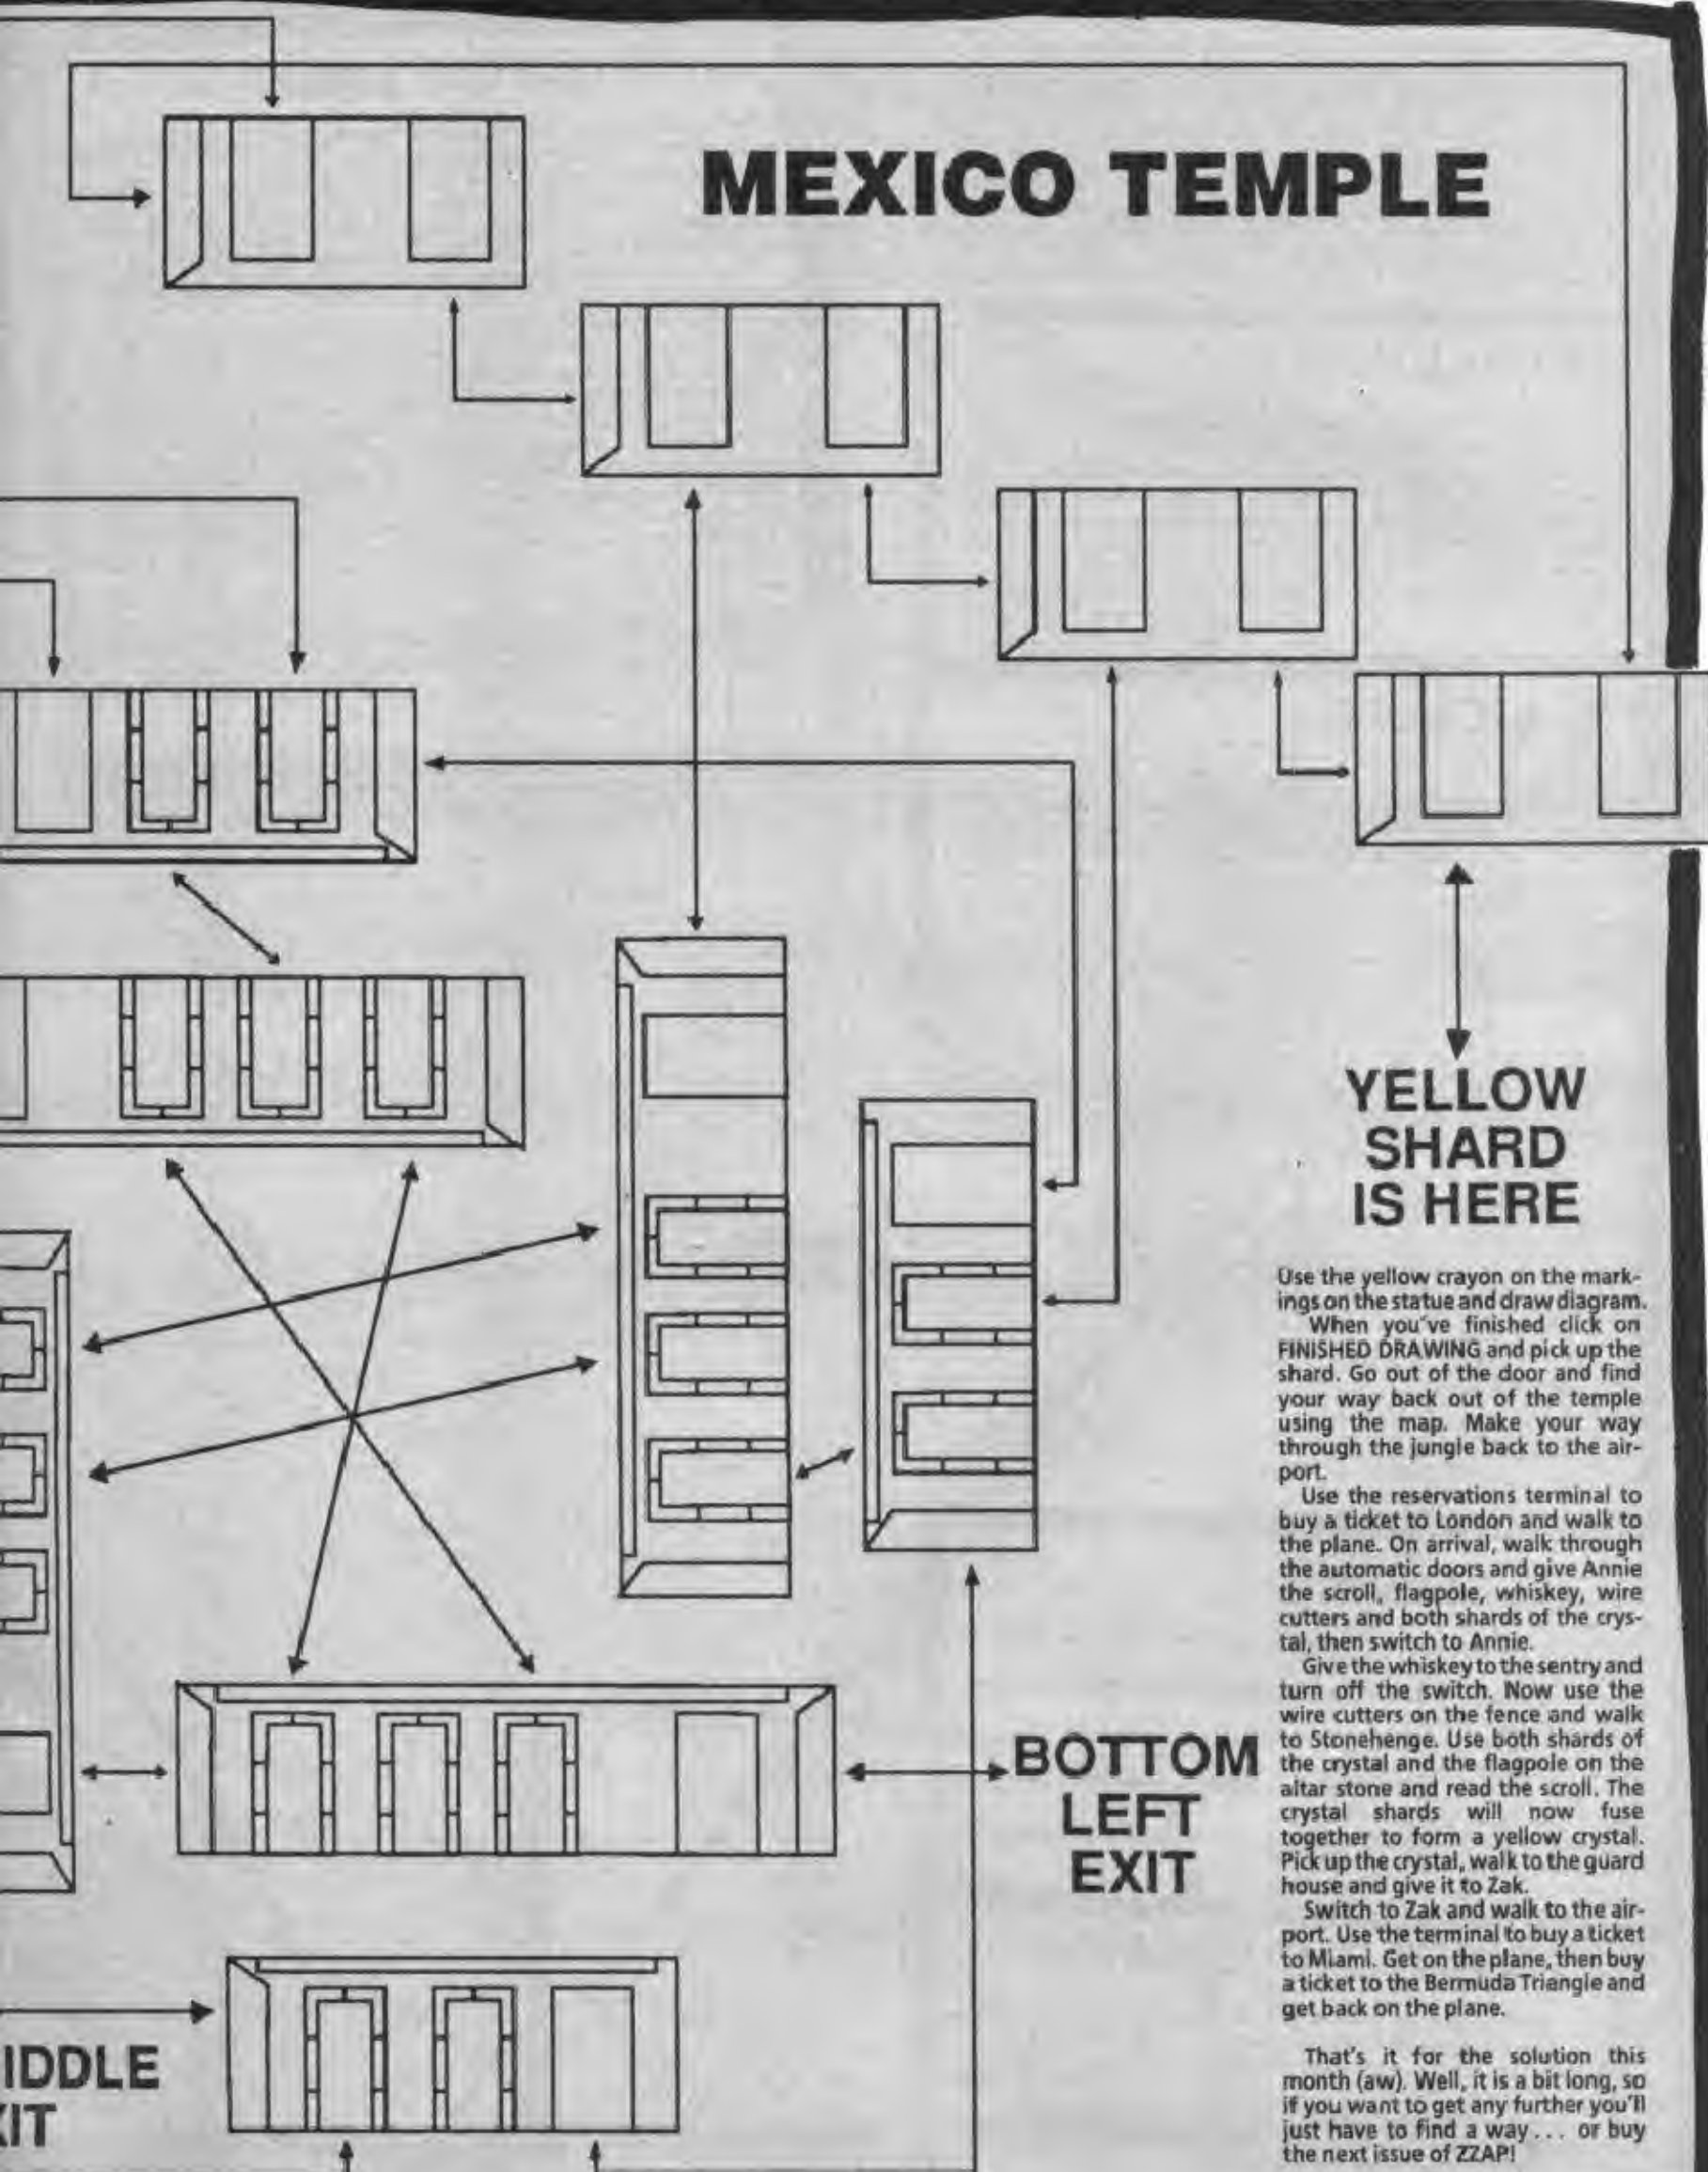 MEXICO TEMPLE
YELLOW
SHARD
IS HERE
Use the yellow crayon on the mark-
ings on the statue and draw diagram.
When you've finished click on
FINISHED DRAWING and pick up the
shard. Go out of the door and find
your way back out of the temple
using the map. Make your way
through the jungle back to the air-
port.
Use the reservations terminal to
buy a ticket to London and walk to
the plane. On arrival, walk through
the automatic doors and give Annie
the scroll, flagpole, whiskey, wire
cutters and both shards of the crys-
tal, then switch to Annie.
Give the whiskey to the sentry and
turn off the switch. Now use the
wire cutters on the fence and walk
to Stonehenge. Use both shards of
the crystal and the flagpole on the
altar stone and read the scroll. The
crystal shards will now fuse
together to form a yellow crystal.
Pick up the crystal, walk to the guard
house and give it to Zak.
Switch to Zak and walk to the air-
port. Use the terminal to buy a ticket
to Miami. Get on the plane, then buy
a ticket to the Bermuda Triangle and
get back on the plane.
That's it for the solution this
month (aw). Well, it is a bit long, so
if you want to get any further you'll
just have to find a way... or buy
the next issue of ZZAP!
BOTTOM
LEFT
EXIT
IDDLE
XIT